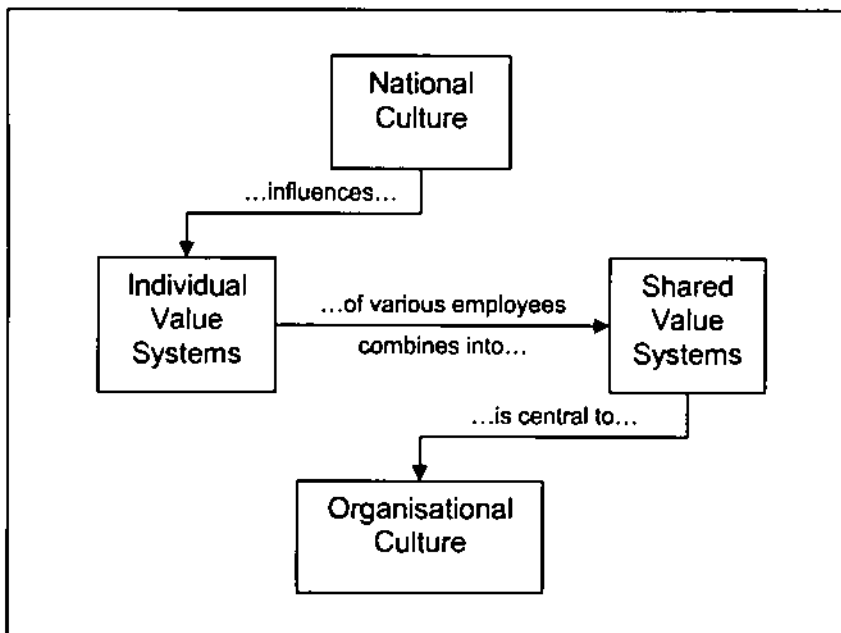 National
Culture
...influences...
Individual
Value
Systems
...of various employees
combines into...
Shared
Value
Systems
...is central to...
Organisational
Culture